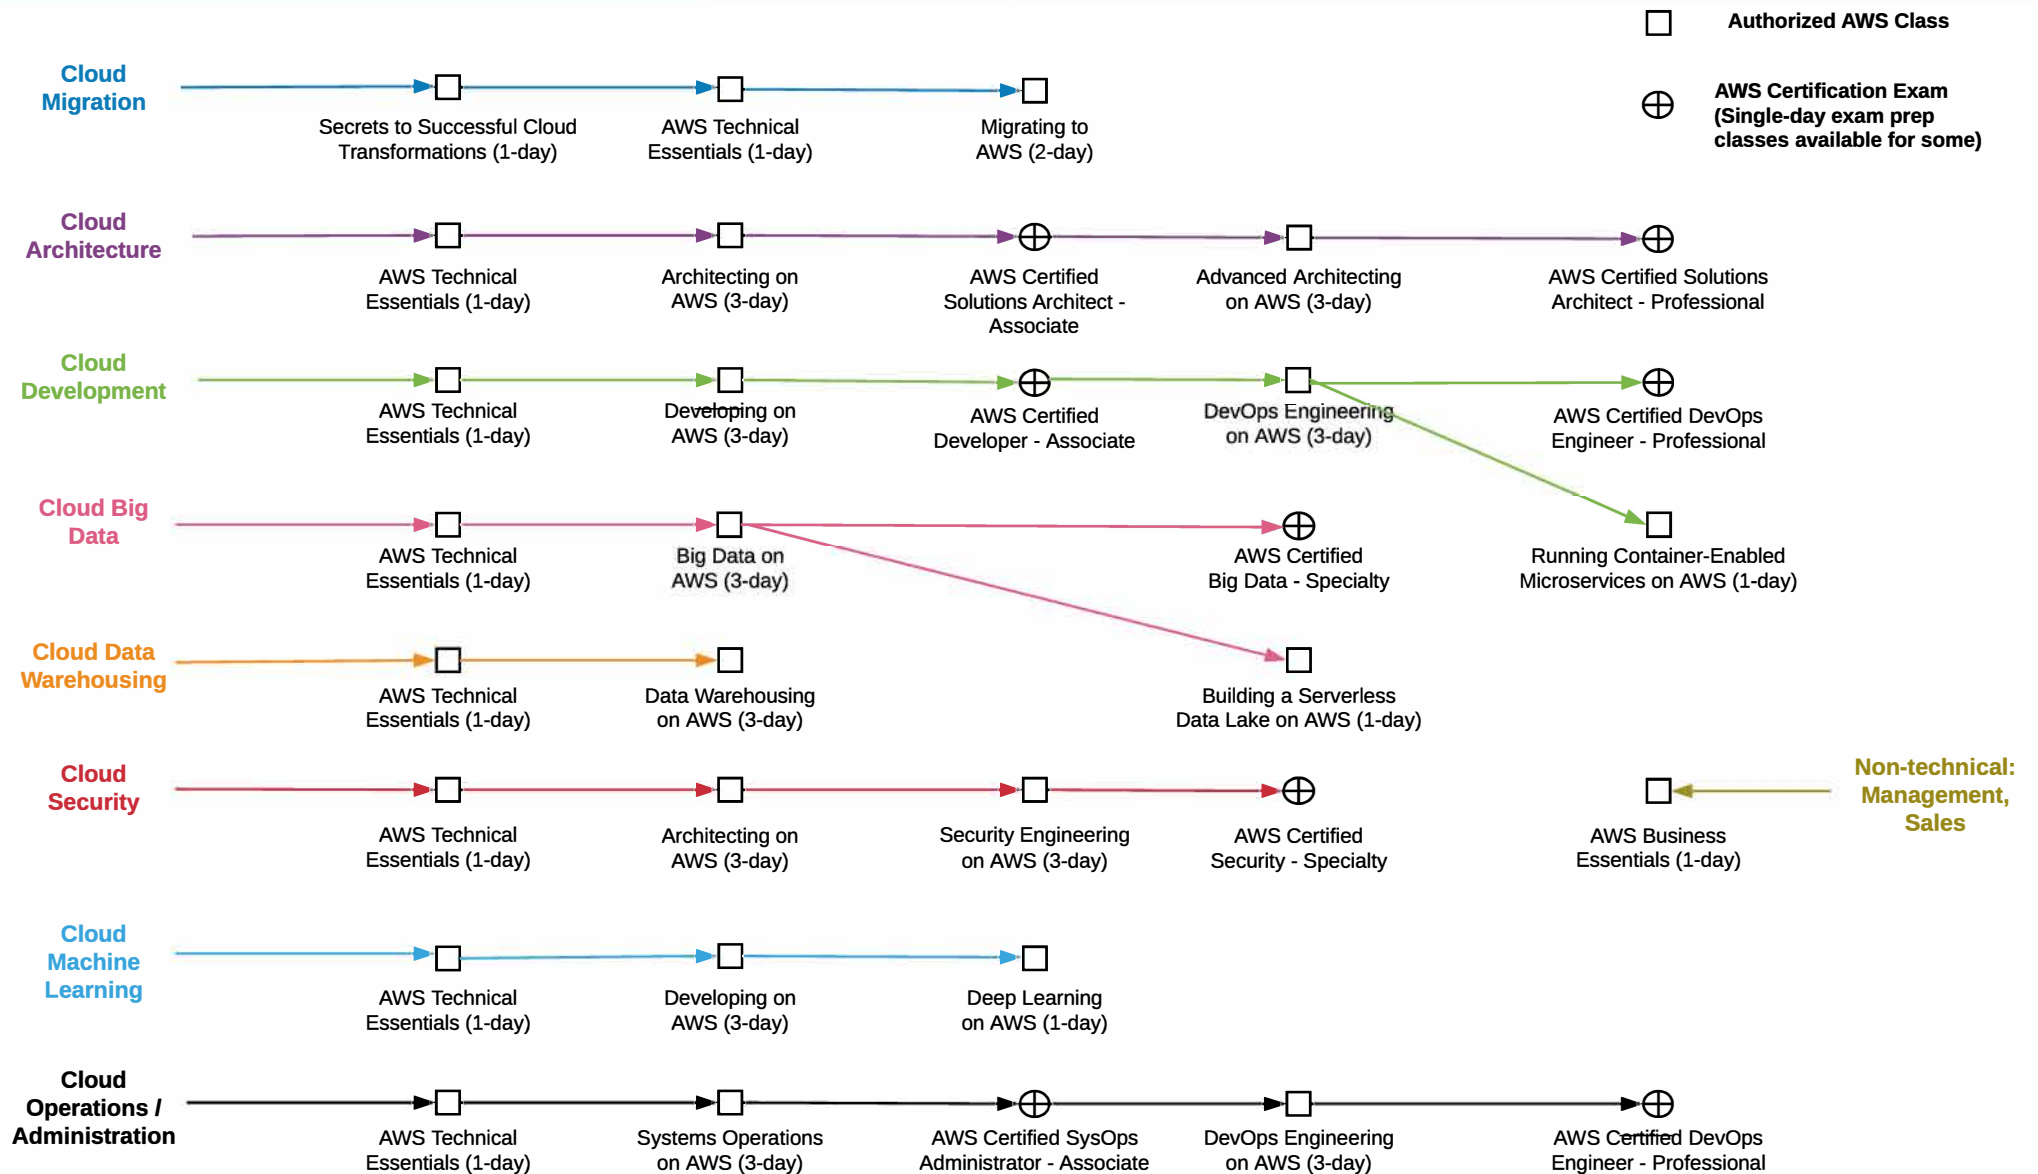 Authorized AWS Class
AWS Certification Exam
(Single-day exam prep
classes available for some)
Cloud
Migration
Secrets to Successful Cloud
Transformations (1-day)
AWS Technical
Essentials (1-day)
Migrating to
AWS (2-day)
Cloud
Architecture
AWS Technical
Essentials (1-day)
Architecting on
AWS (3-day)
AWS Certified
Solutions Architect -
Associate
Advanced Architecting
on AWS (3-day)
AWS Certified Solutions
Architect - Professional
Cloud
Development
AWS Technical
Essentials (1-day)
Developing on
AWS (3-day)
AWS Certified
Developer - Associate
DevOps Engineering
on AWS (3-day)
AWS Certified DevOps
Engineer - Professional
Cloud Big
Data
AWS Technical
Essentials (1-day)
Big Data on
AWS (3-day)
AWS Certified
Big Data - Specialty
Running Container-Enabled
Microservices on AWS (1-day)
Cloud Data
Warehousing
AWS Technical
Essentials (1-day)
Data Warehousing
on AWS (3-day)
Building a Serverless
Data Lake on AWS (1-day)
Cloud
Security
AWS Technical
Essentials (1-day)
Architecting on
AWS (3-day)
Security Engineering
on AWS (3-day)
AWS Certified
Security - Specialty
AWS Business
Essentials (1-day)
Non-technical:
Management,
Sales
Cloud
Machine
Learning
AWS Technical
Essentials (1-day)
Developing on
AWS (3-day)
Deep Learning
on AWS (1-day)
Cloud
Operations /
Administration
AWS Technical
Essentials (1-day)
Systems Operations
on AWS (3-day)
AWS Certified SysOps
Administrator - Associate
DevOps Engineering
on AWS (3-day)
AWS Certified DevOps
Engineer - Professional